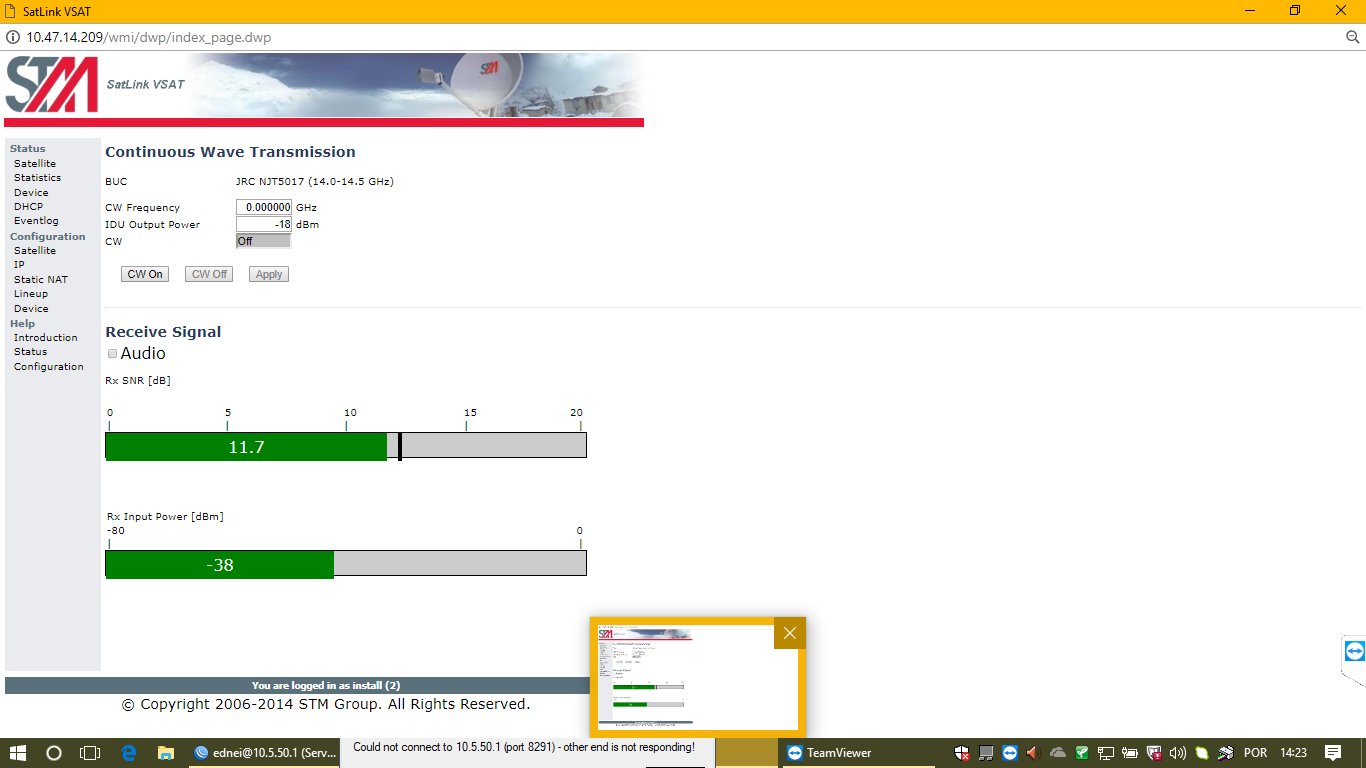 SatLink VSAT
10.47.14.209/wmi/dwp/index_page.dwp
STM
SatLink VSAT
STM
Status
Satellite
Statistics
Device
DHCP
Eventlog
Configuration
Satellite
IP
Static NAT
Lineup
Device
Help
Introduction
Status
Configuration
Continuous Wave Transmission
BUC JRC NJT5017 (14.0-14.5 GHz)
CW Frequency 0.000000 GHz
IDU Output Power -18 dBm
CW Off
CW On CW Off Apply
Receive Signal
Audio
Rx SNR [dB]
0 5 10 15 20
11.7
Rx Input Power [dBm]
-80 0
-38
You are logged in as install (2)
© Copyright 2006-2014 STM Group. All Rights Reserved.
ednei@10.5.50.1 (Serv...
Could not connect to 10.5.50.1 (port 8291) - other end is not responding!
TeamViewer
POR 14:23